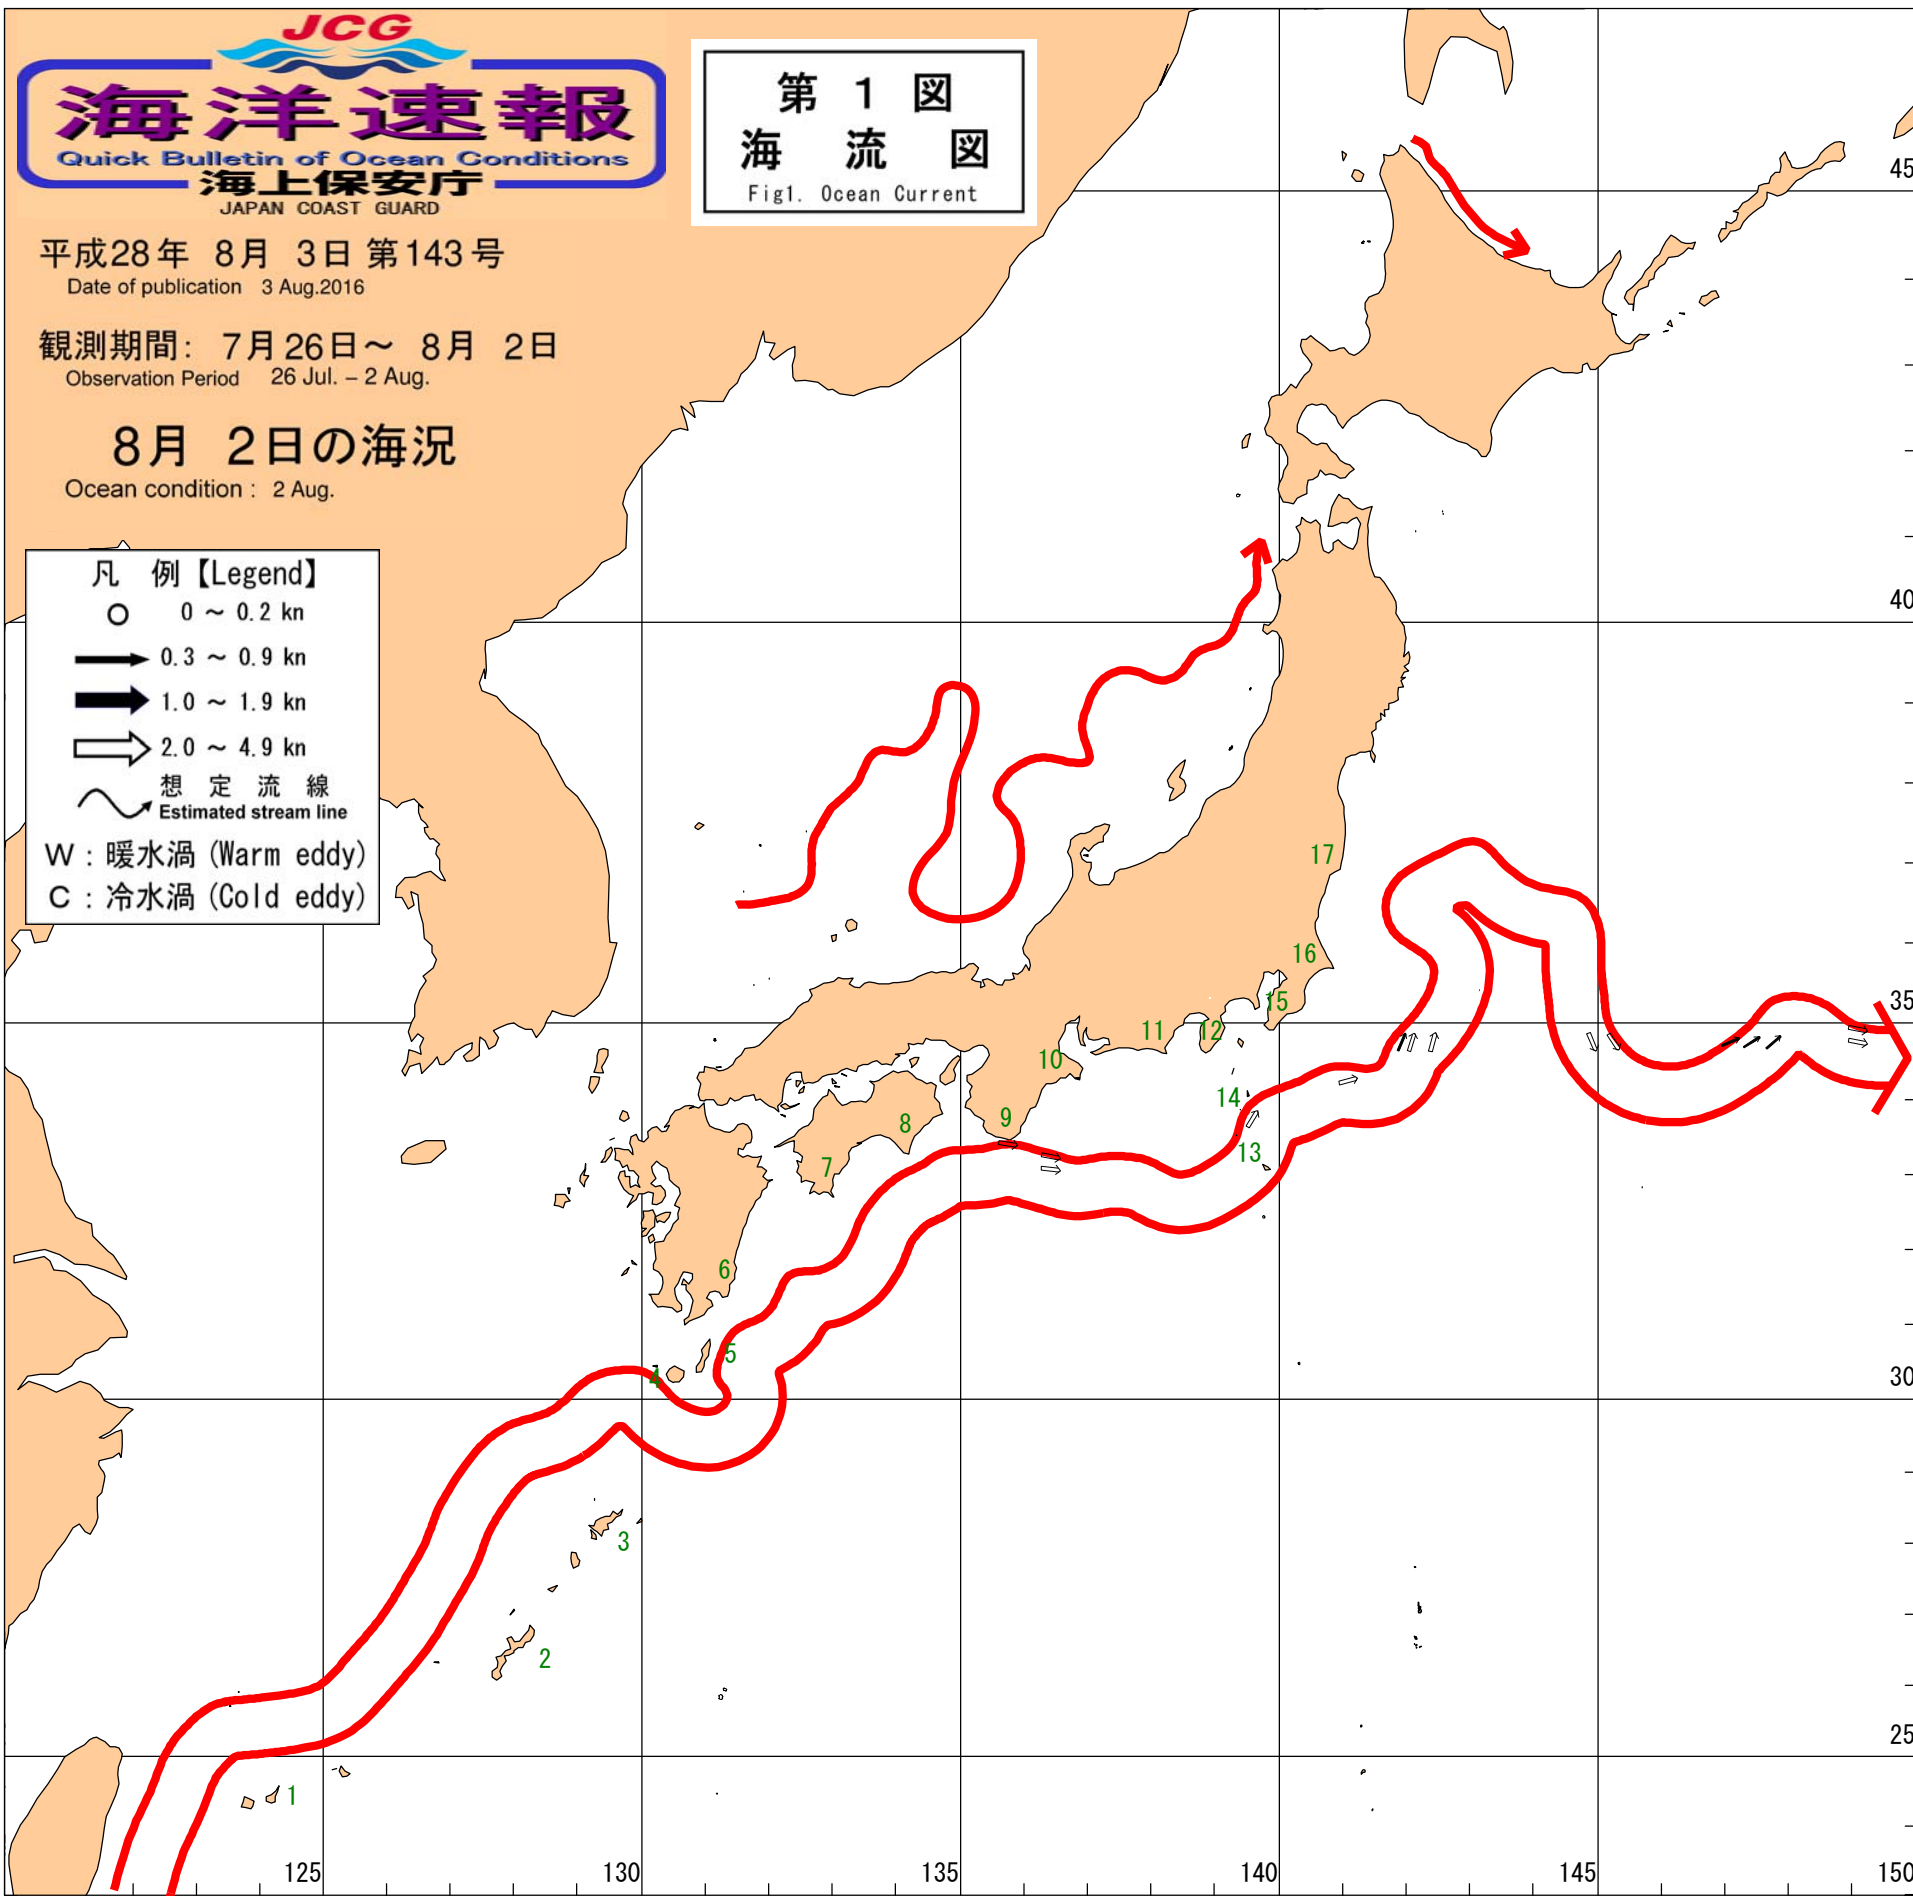 JCG
海洋速報
Quick Bulletin of Ocean Conditions
海上保安庁
JAPAN COAST GUARD
第 1 図
海 流 図
Fig1. Ocean Current
平成28年 8月 3日 第143号
Date of publication 3 Aug.2016
観測期間: 7月26日～ 8月 2日
Observation Period 26 Jul. – 2 Aug.
8月 2日の海況
Ocean condition : 2 Aug.
凡 例【Legend】
0 ～ 0.2 kn
0.3 ～ 0.9 kn
1.0 ～ 1.9 kn
2.0 ～ 4.9 kn
想 定 流 線
Estimated stream line
W : 暖水渦 (Warm eddy)
C : 冷水渦 (Cold eddy)
45
40
35
30
25
125
130
135
140
145
150
17
16
15
12
11
10
14
9
8
13
7
6
5
4
3
2
1